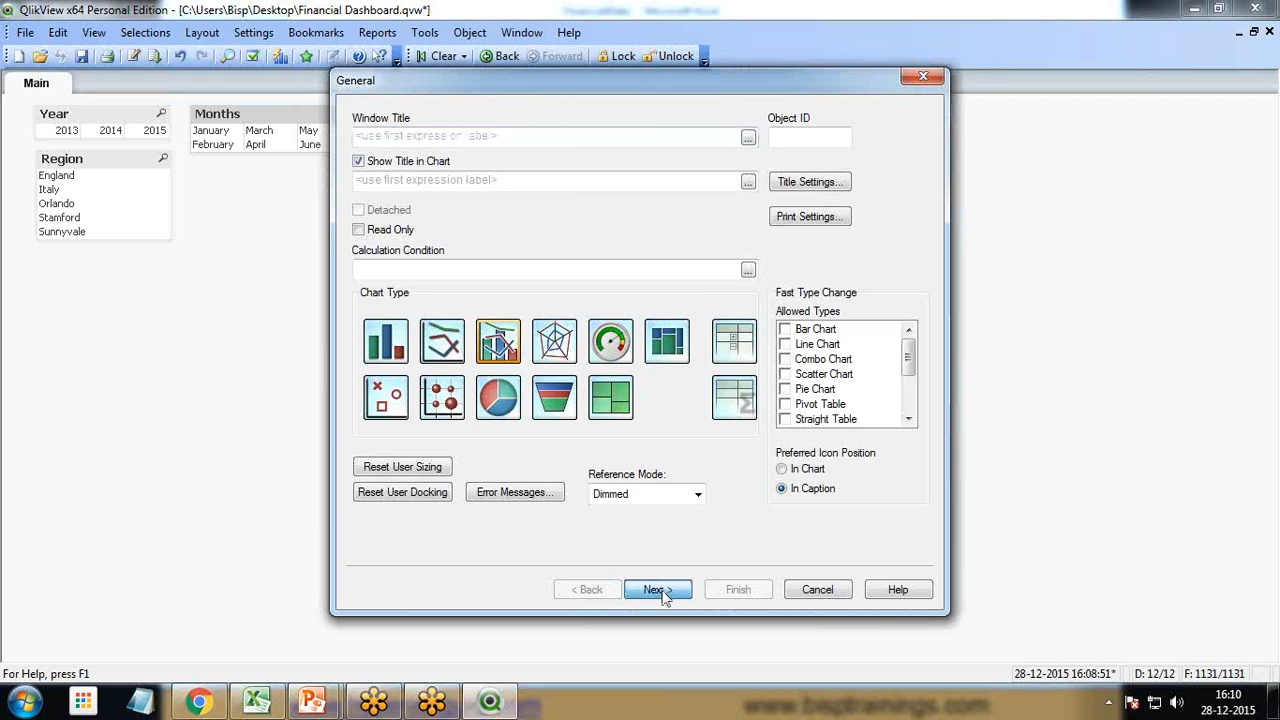 QlikView x64 Personal Edition - [C:\Users\Bisp\Desktop\Financial Dashboard.qvw*]
File Edit View Selections Layout Settings Bookmarks Reports Tools Object Window Help
Clear Back Forward Lock Unlock
Main
Year
2013 2014 2015
Months
January March May
February April June
Region
England
Italy
Orlando
Stamford
Sunnyvale
General
Window Title
<use first expression label>
Object ID
Show Title in Chart
<use first expression label>
Title Settings...
Detached
Read Only
Print Settings...
Calculation Condition
Chart Type
Fast Type Change
Allowed Types
Bar Chart
Line Chart
Combo Chart
Scatter Chart
Pie Chart
Pivot Table
Straight Table
Preferred Icon Position
In Chart
In Caption
Reset User Sizing
Reset User Docking
Error Messages...
Reference Mode:
Dimmed
< Back
Next >
Finish
Cancel
Help
For Help, press F1
28-12-2015 16:08:51*
D: 12/12
F: 1131/1131
www.bisptrainings.com
16:10
28-12-2015